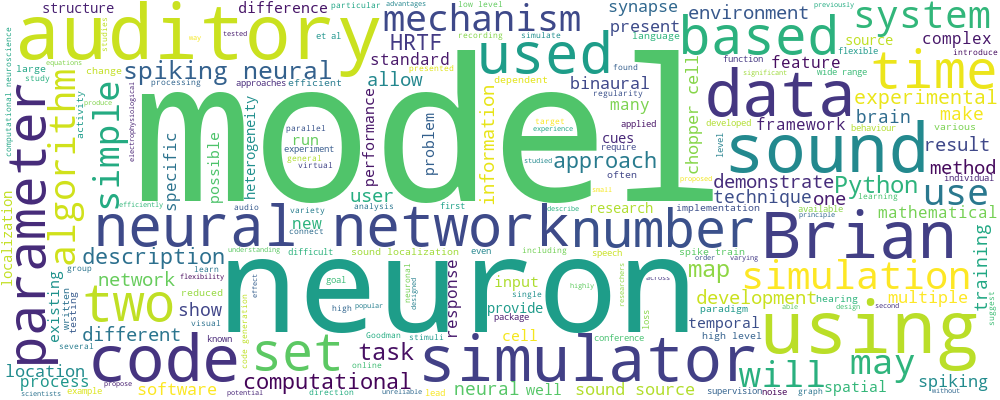 structure
auditory
difference
studies
may
et al
particular
advantages
recording
low level
simulate
mechanism
HRTF
standard
used
synapse
present
language
previously
based
environment
source
flexible
feature
wide range
system
complex
time
computational neuroscience
large
study
equations
change
activity
spiking neural
processing
approaches
efficient
produce
allow
dependent
found
binaural
regularity
many
function
significant
tested
presented
introduce
data
experimental
make
brain
various
behaviour
parameter
algorithm
simple
specific
possible
electrophysiological
heterogeneity
run
parallel
experiment
general
virtual
user
performance
problem
model
information
target
experience
applied
require
cues
approach
studied
often
chopper cell
level
developed
framework
sound
result
method
demonstrate
technique
one
Python
learning
individual
use
proposed
small
mathematical
localization
audio
efficiently
variety
connect
analysis
first
new
describe
research
implementation
available
principle
neural network
number
Brian
understanding
difficult
sound localization
even
including
speech
spike train
researchers
across
order
varying
description
group
learn
network
two
flexibility
reduced
existing
written
testing
show
visual
different
several
known
code generation
effect
goal
high
popular
neuron
neuronal
designed
response
input
single
highly
provide
package
cell
loss
conference
map
simulation
development
hearing
multiple
paradigm
able
design
temporal
high level
second
training
suggest
code
set
Goodman
stimuli
online
task
simulator
using
will
may
spiking
location
process
scientists
example
propose
software
potential
computational
direction
unreliable
lead
neural
well
sound source
supervision
noise
graph
spatial
without